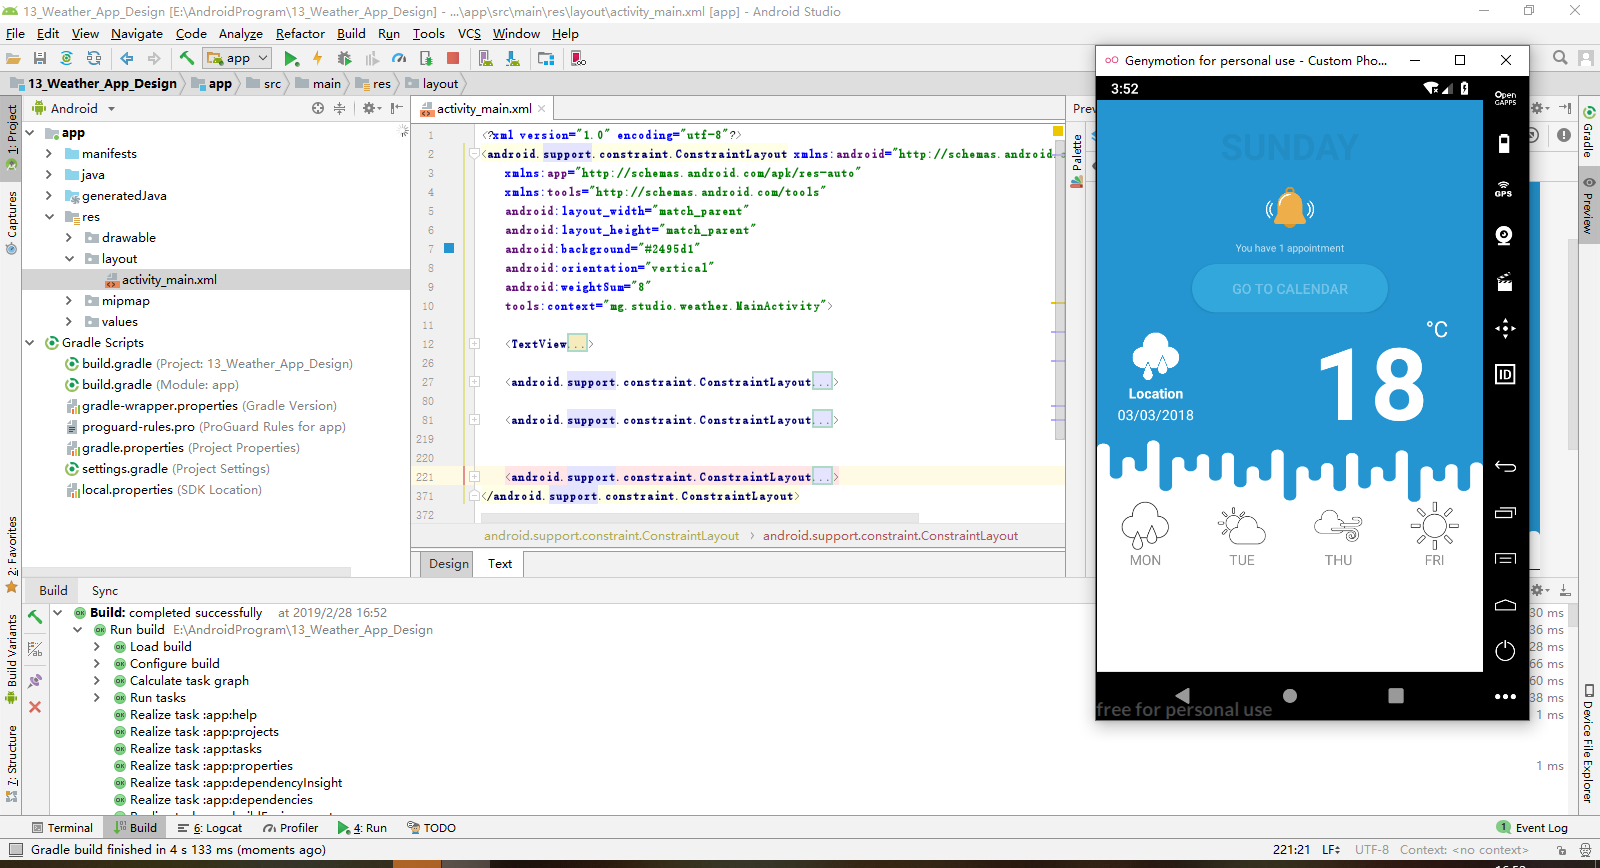 13_Weather_App_Design [E:\AndroidProgram\13_Weather_App_Design] - ...\app\src\main\res\layout\activity_main.xml [app] - Android Studio
File Edit View Navigate Code Analyze Refactor Build Run Tools VCS Window Help
app
13_Weather_App_Design app src main res layout
1: Project
Captures
2: Favorites
Build Variants
7: Structure
Android
app
manifests
java
generatedJava
res
drawable
layout
activity_main.xml
mipmap
values
Gradle Scripts
build.gradle (Project: 13_Weather_App_Design)
build.gradle (Module: app)
gradle-wrapper.properties (Gradle Version)
proguard-rules.pro (ProGuard Rules for app)
gradle.properties (Project Properties)
settings.gradle (Project Settings)
local.properties (SDK Location)
activity_main.xml
1 <?xml version="1.0" encoding="utf-8"?>
2 <android.support.constraint.ConstraintLayout xmlns:android="http://schemas.android.
3 xmlns:app="http://schemas.android.com/apk/res-auto"
4 xmlns:tools="http://schemas.android.com/tools"
5 android:layout_width="match_parent"
6 android:layout_height="match_parent"
7 android:background="#2495d1"
8 android:orientation="vertical"
9 android:weightSum="8"
10 tools:context="mg.studio.weather.MainActivity">
11
12 <TextView...>
26
27 <android.support.constraint.ConstraintLayout...>
80
81 <android.support.constraint.ConstraintLayout...>
219
220
221 <android.support.constraint.ConstraintLayout...>
371 </android.support.constraint.ConstraintLayout>
372
android.support.constraint.ConstraintLayout › android.support.constraint.ConstraintLayout
Design Text
Prev
Palette
Genymotion for personal use - Custom Pho...
3:52
SUNDAY
You have 1 appointment
GO TO CALENDAR
°C
18
Location
03/03/2018
MON TUE THU FRI
free for personal use
Open GAPPS
GPS
ID
Gradle
Preview
Device File Explorer
Build Sync
Build: completed successfully at 2019/2/28 16:52
Run build E:\AndroidProgram\13_Weather_App_Design
Load build
Configure build
Calculate task graph
Run tasks
Realize task :app:help
Realize task :app:projects
Realize task :app:tasks
Realize task :app:properties
Realize task :app:dependencyInsight
Realize task :app:dependencies
30 ms
36 ms
28 ms
66 ms
60 ms
38 ms
1 ms
1 ms
Terminal Build 6: Logcat Profiler 4: Run TODO
1 Event Log
Gradle build finished in 4 s 133 ms (moments ago)
221:21 LF÷ UTF-8 Context: <no context>